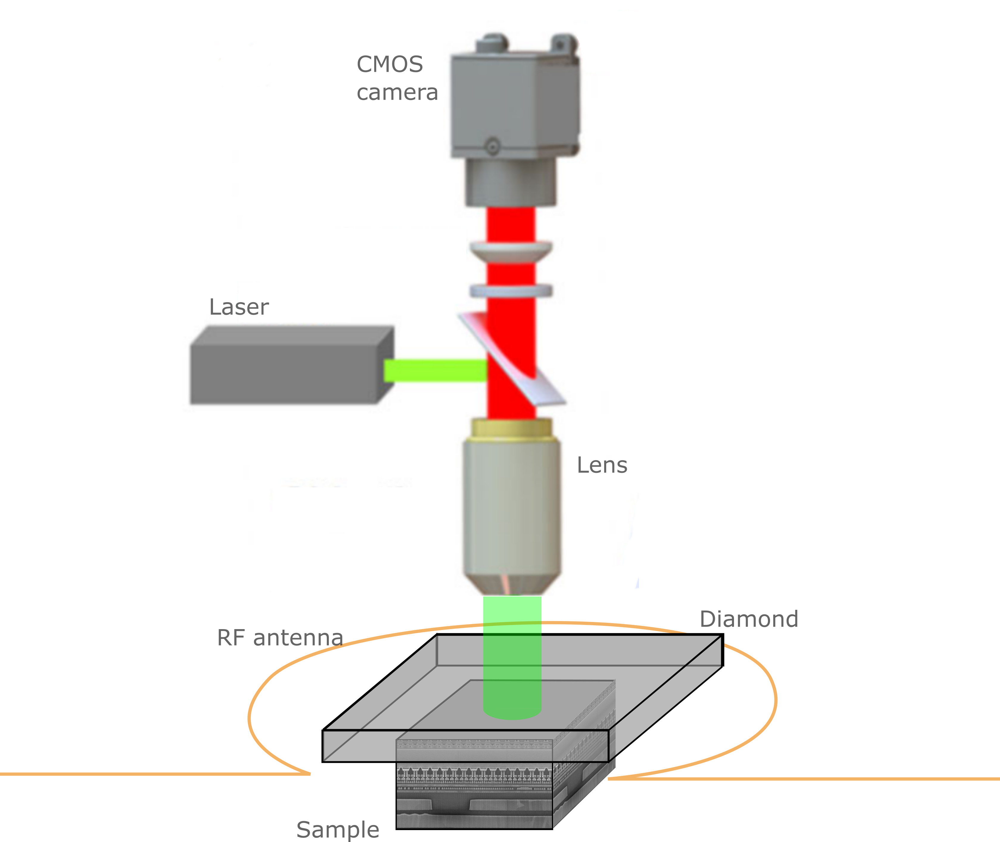 CMOS
camera
Laser
Lens
Diamond
RF antenna
Sample